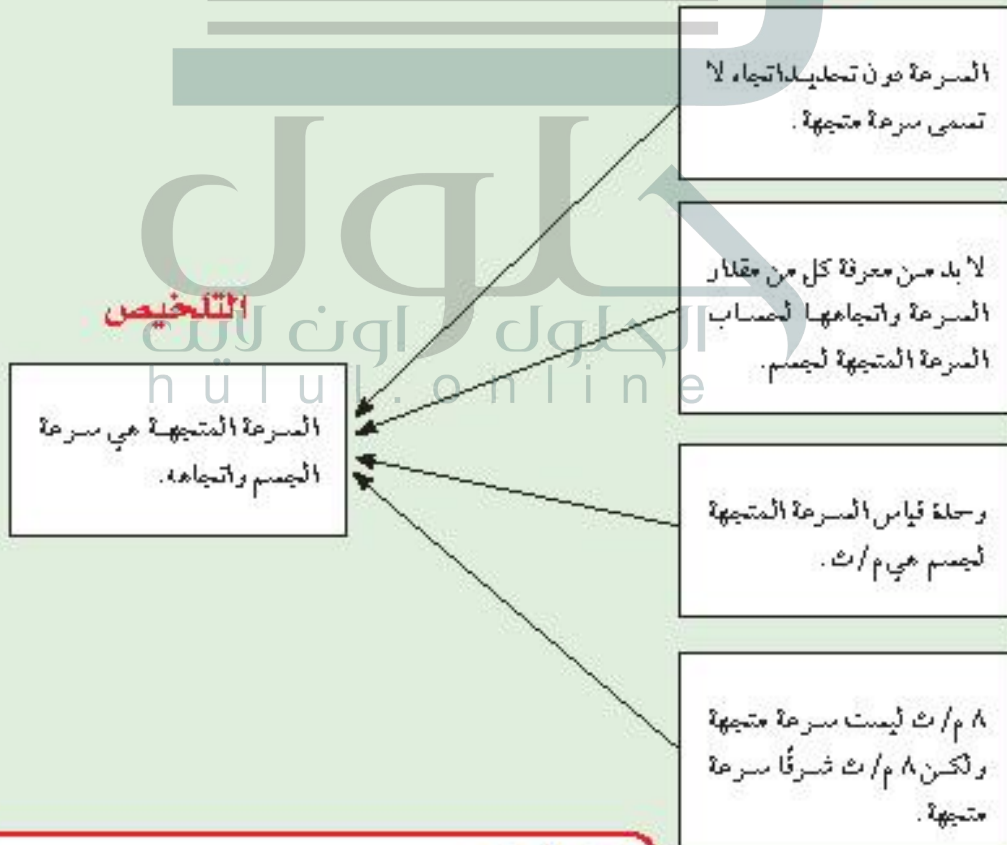 السرعة دون تحديد اتجاه لا
تسمى سرعة متجهة.
لا بد من معرفة كل من مقدار
السرعة واتجاهها لحساب
السرعة المتجهة لجسم.
وحدة قياس السرعة المتجهة
لجسم هي م/ث.
٨ م/ث ليست سرعة متجهة
ولكن ٨ م/ث شرقًا سرعة
متجهة.
التلخيص
السرعة المتجهة هي سرعة
الجسم واتجاهه.
حلول
الحلول اون لاين
hulul.online